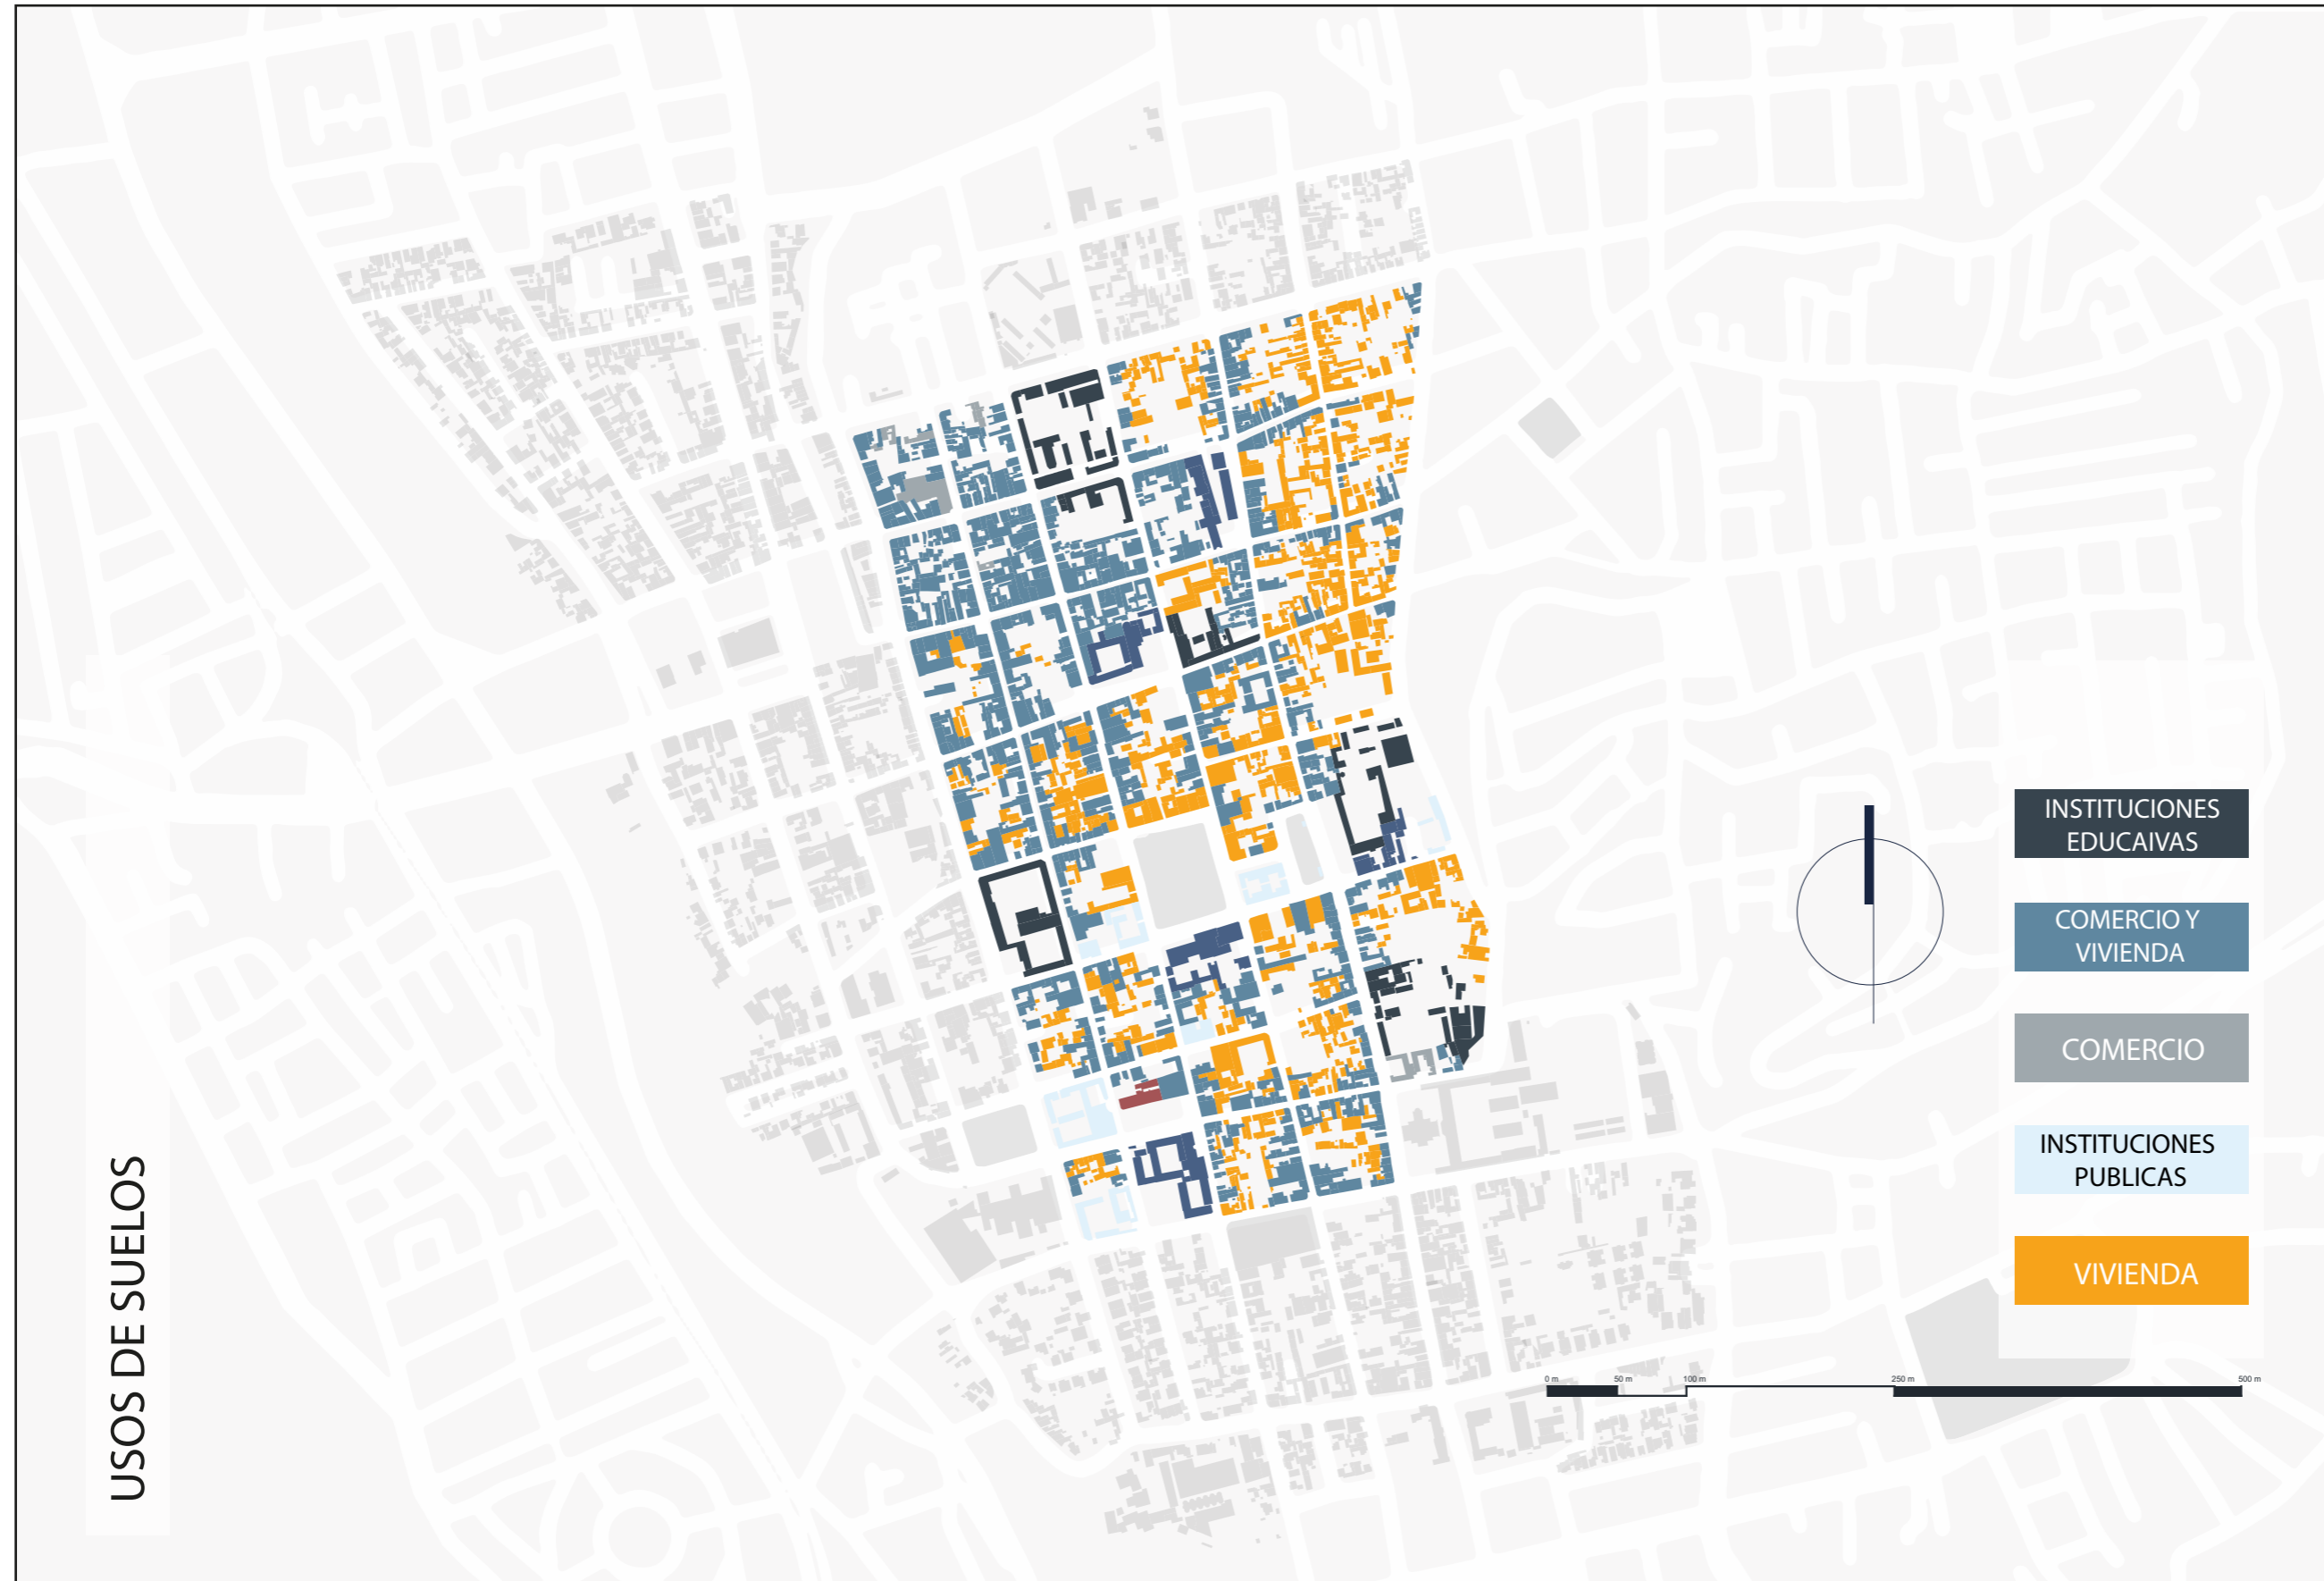 USOS DE SUELOS
INSTITUCIONES
EDUCAIVAS
COMERCIO Y
VIVIENDA
COMERCIO
INSTITUCIONES
PUBLICAS
VIVIENDA
0 m 50 m 100 m 250 m 500 m